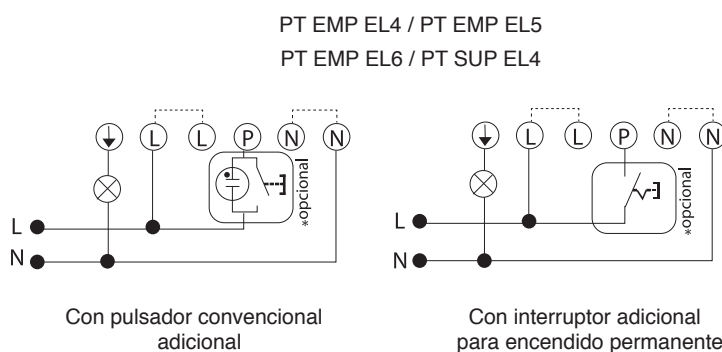 PT EMP EL4 / PT EMP EL5
PT EMP EL6 / PT SUP EL4
L L P N N
*opcional
L
N
Con pulsador convencional
adicional
L L P N N
*opcional
L
N
Con interruptor adicional
para encendido permanente